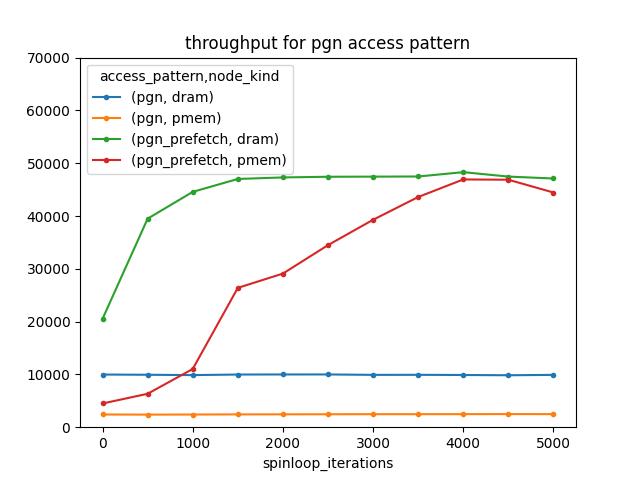 throughput for pgn access pattern
70000
60000
50000
40000
30000
20000
10000
0
access_pattern,node_kind
(pgn, dram)
(pgn, pmem)
(pgn_prefetch, dram)
(pgn_prefetch, pmem)
0 1000 2000 3000 4000 5000
spinloop_iterations